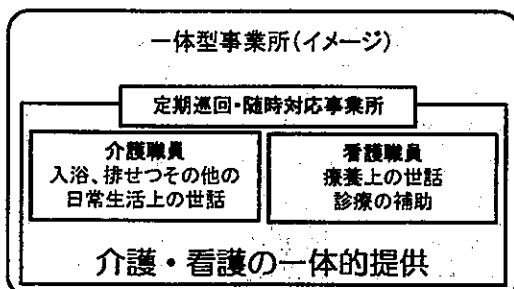 一体型事業所(イメージ)
定期巡回・随時対応事業所
介護職員
入浴、排せつその他の
日常生活上の世話
看護職員
療養上の世話
診療の補助
介護・看護の一体的提供